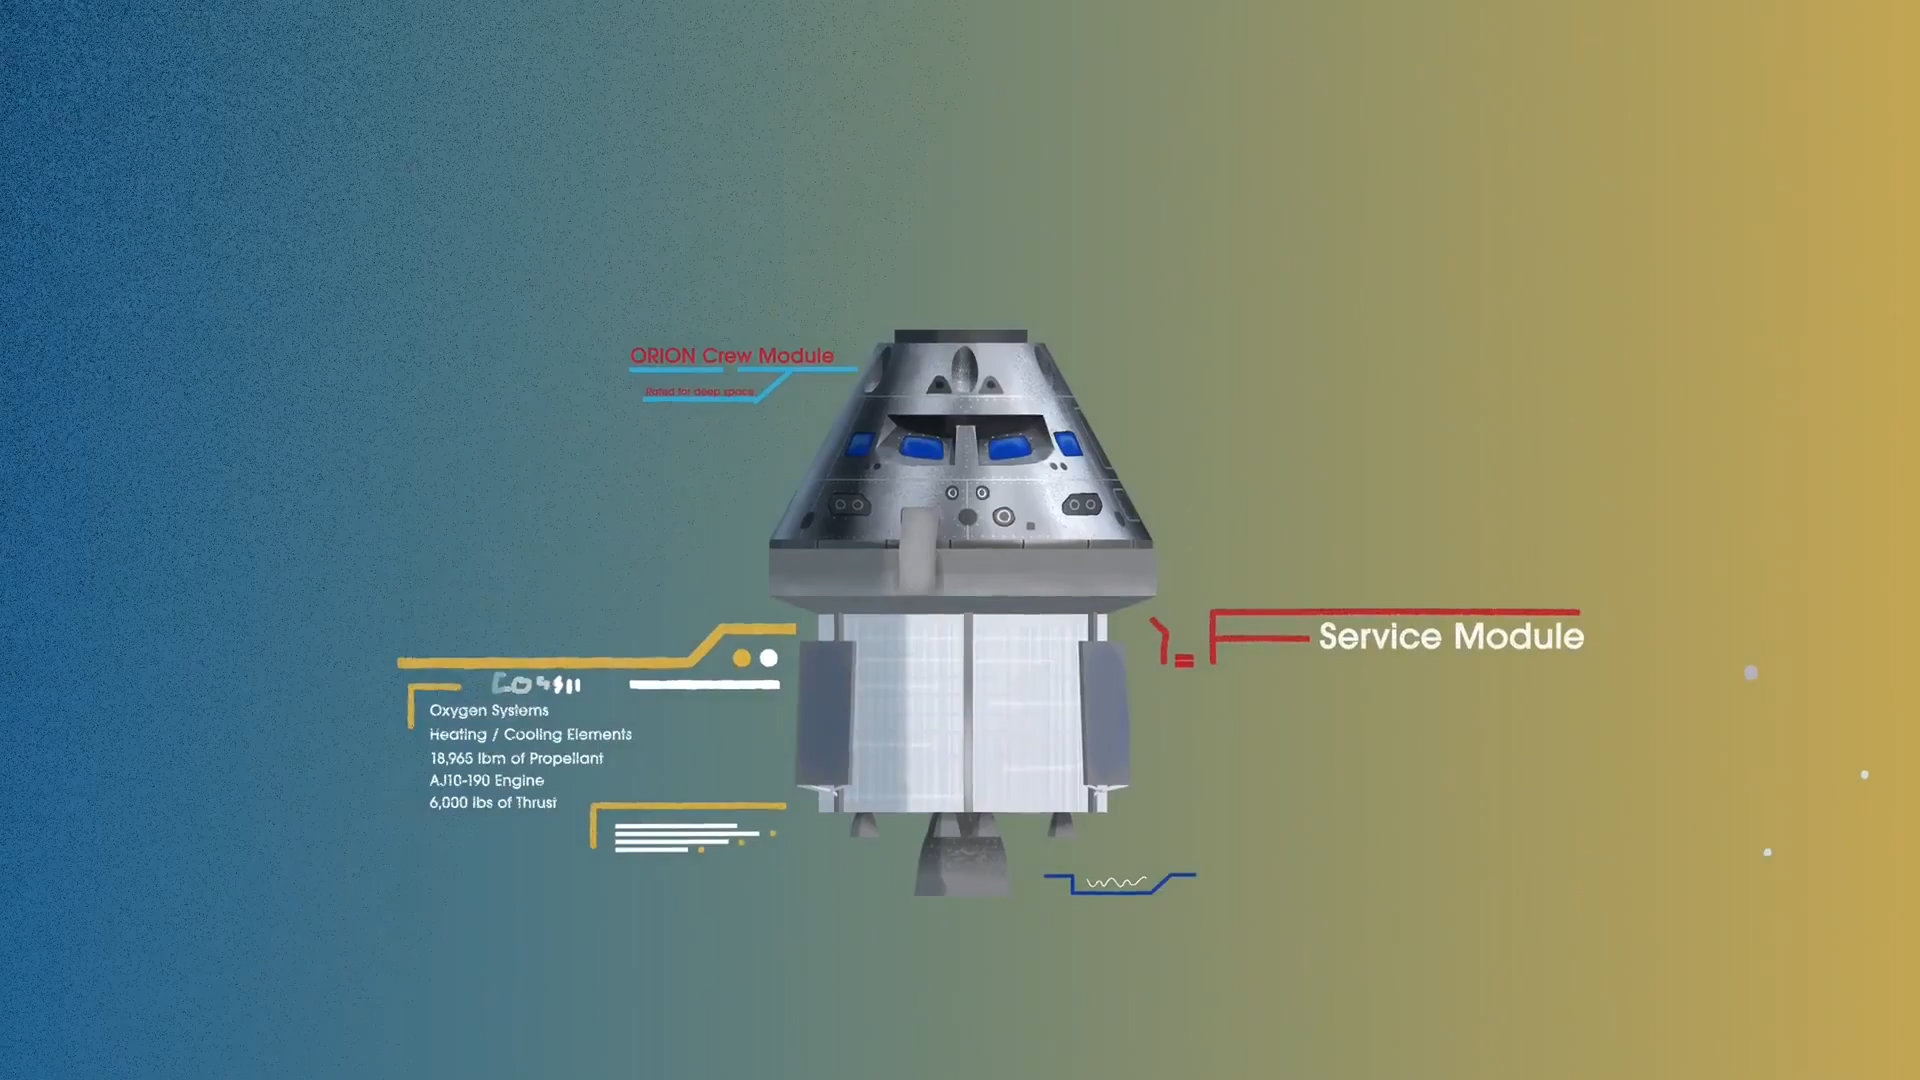 ORION Crew Module
Rated for deep space
Service Module
Oxygen Systems
Heating / Cooling Elements
18,965 lbm of Propellant
AJ10-190 Engine
6,000 lbs of Thrust